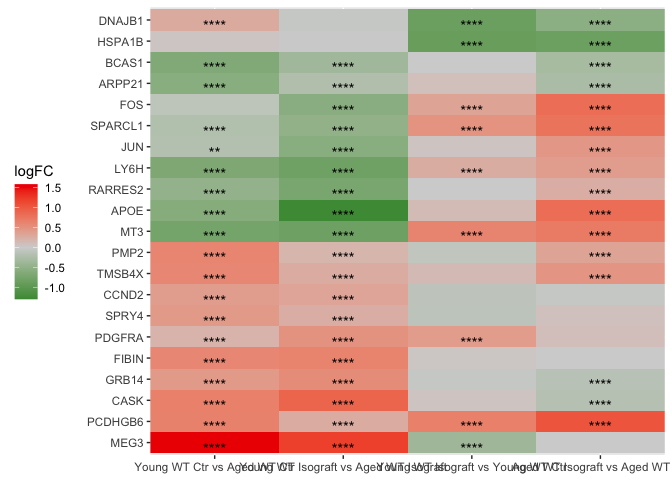 DNAJB1 **** **** ****
HSPA1B **** ****
BCAS1 **** **** ****
ARPP21 **** **** ****
FOS **** **** ****
SPARCL1 **** **** **** ****
JUN ** **** ****
LY6H **** **** **** ****
RARRES2 **** **** ****
APOE **** **** ****
MT3 **** **** **** ****
PMP2 **** **** ****
TMSB4X **** **** ****
CCND2 **** ****
SPRY4 **** ****
PDGFRA **** **** ****
FIBIN **** ****
GRB14 **** **** ****
CASK **** **** ****
PCDHGB6 **** **** **** ****
MEG3 **** **** ****
logFC
1.5
1.0
0.5
0.0
-0.5
-1.0
Young WT Ctr vs Aged WT Ctr
Young WT Isograft vs Aged WT Isograft
Young WT Isograft vs Young WT Ctr
Aged WT Isograft vs Aged WT Ctr